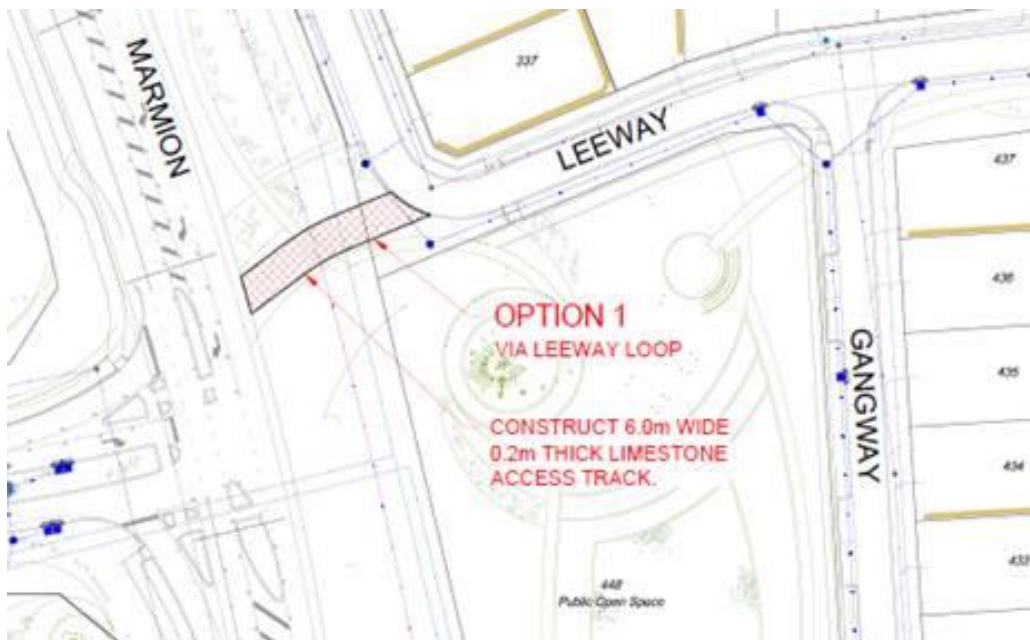 MARMION
337
LEEWAY
437
436
OPTION 1
VIA LEEWAY LOOP
GANGWAY
435
CONSTRUCT 6.0m WIDE
0.2m THICK LIMESTONE
ACCESS TRACK.
434
433
448
Public Open Space